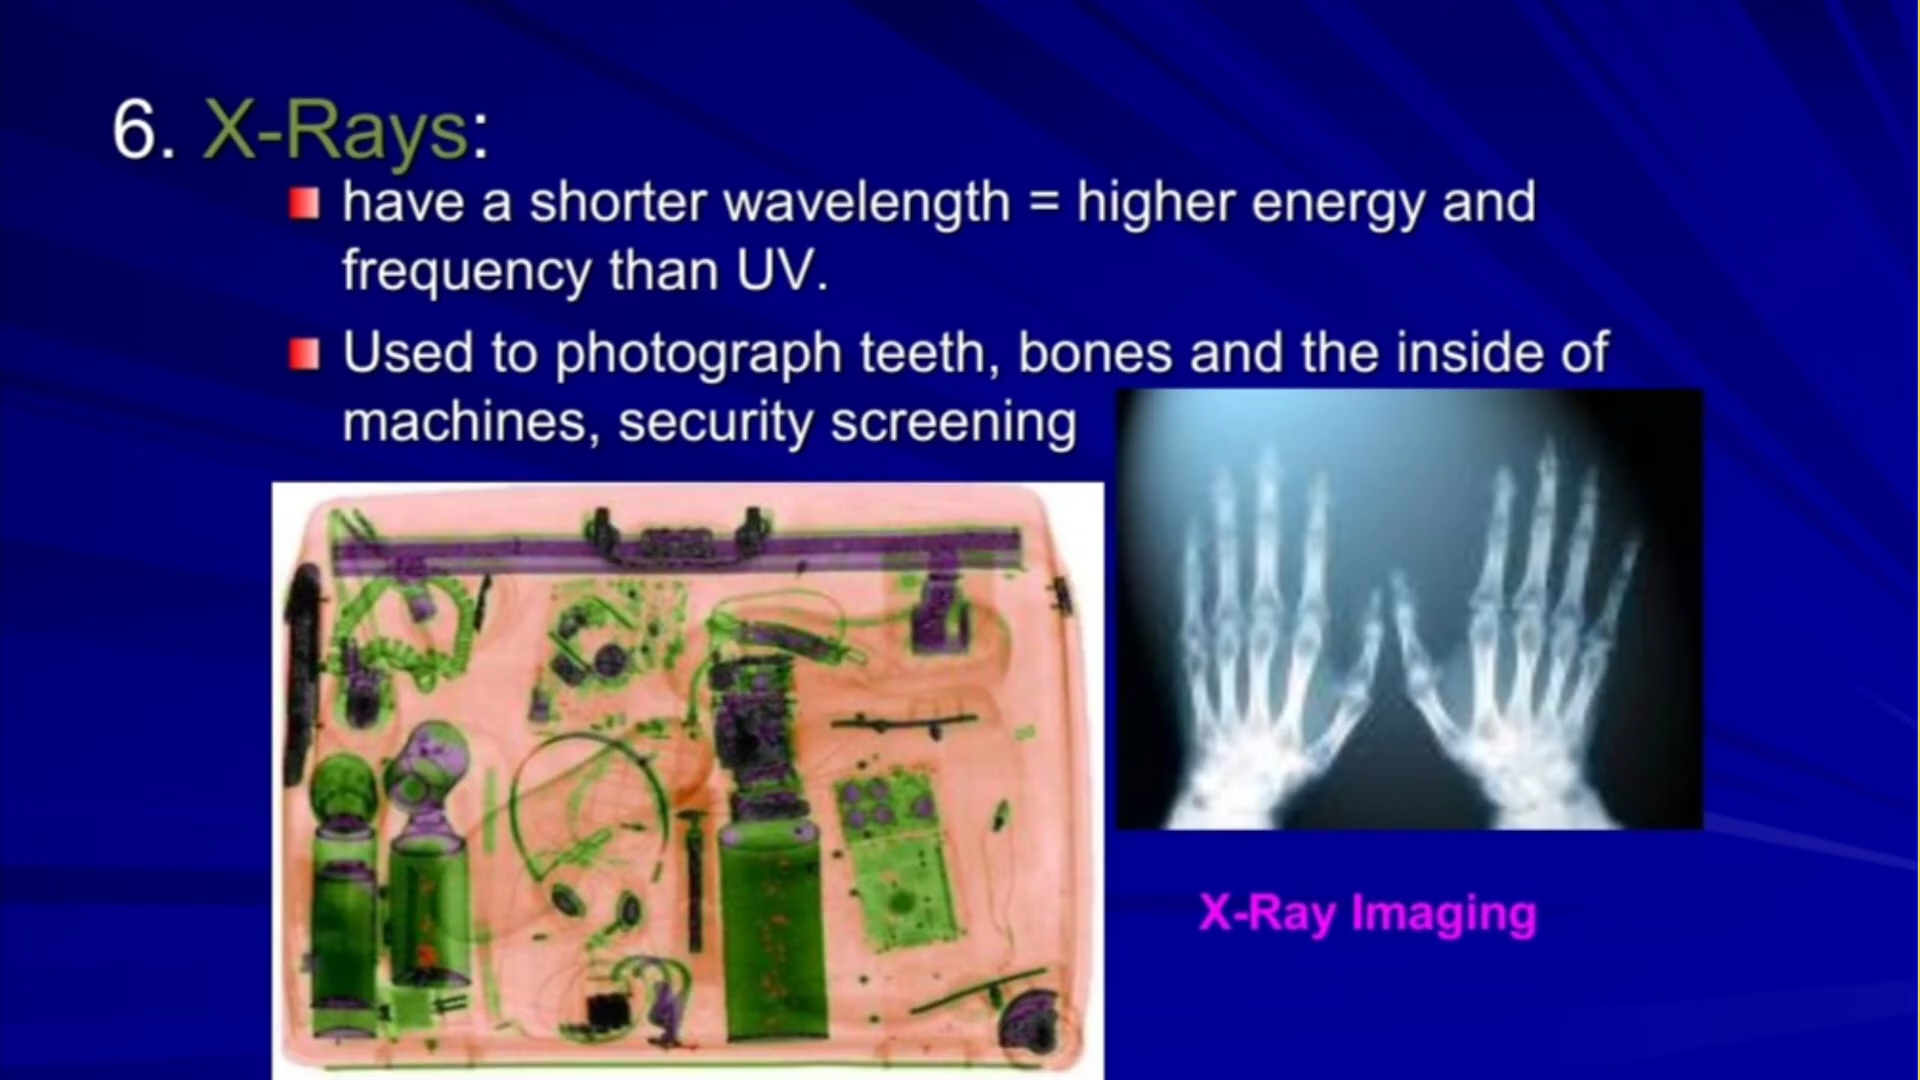 6. X-Rays:
have a shorter wavelength = higher energy and
frequency than UV.
Used to photograph teeth, bones and the inside of
machines, security screening
X-Ray Imaging